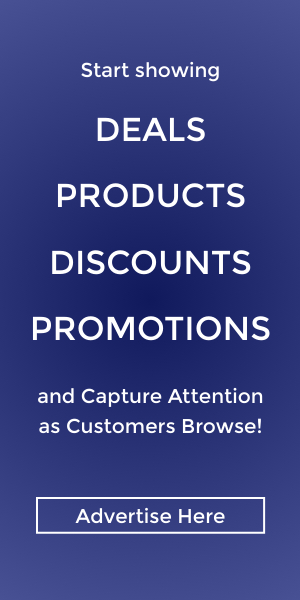 Start showing
DEALS
PRODUCTS
DISCOUNTS
PROMOTIONS
and Capture Attention
as Customers Browse!
Advertise Here